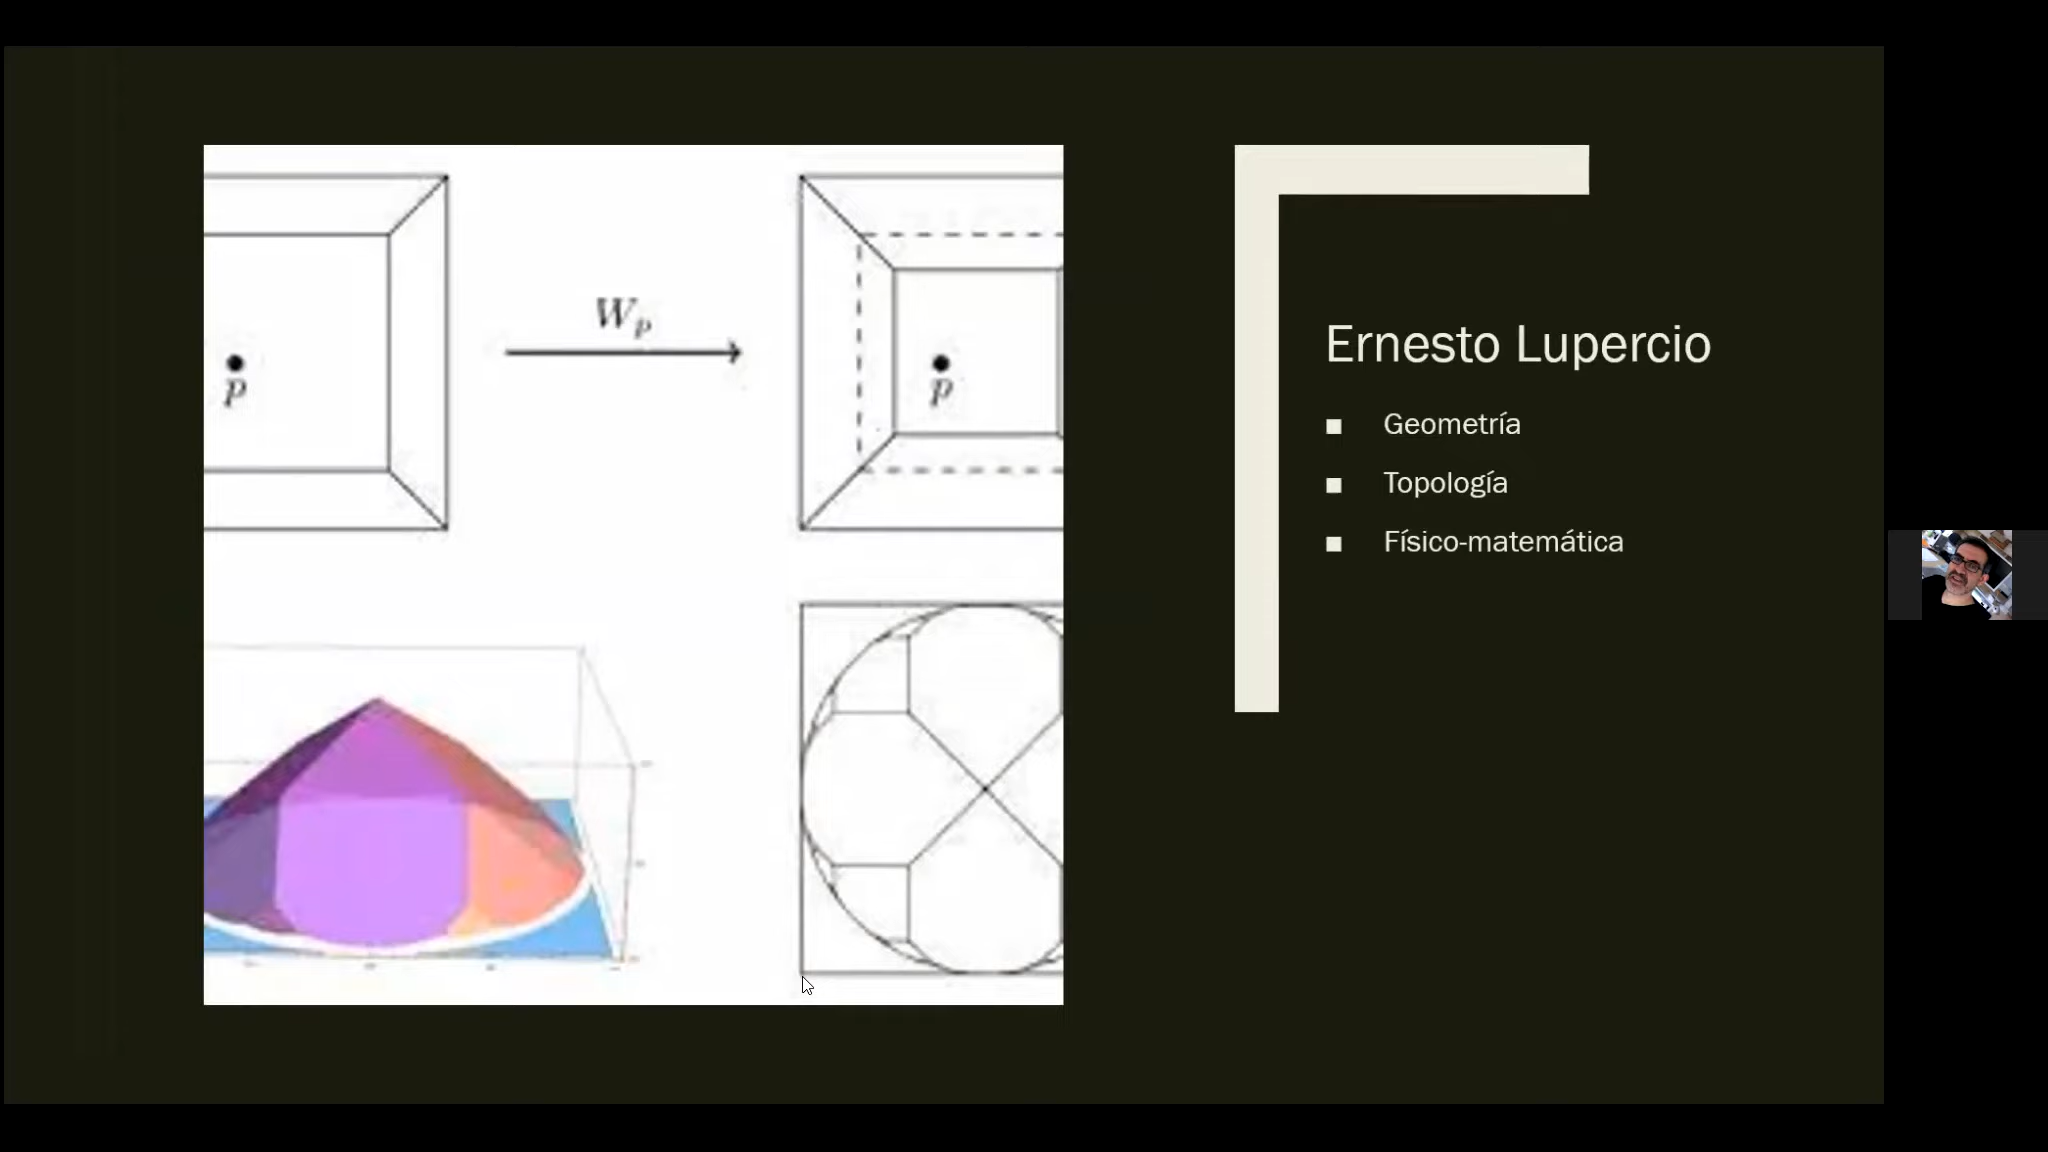 W_p
p
p
Ernesto Lupercio
Geometría
Topología
Físico-matemática